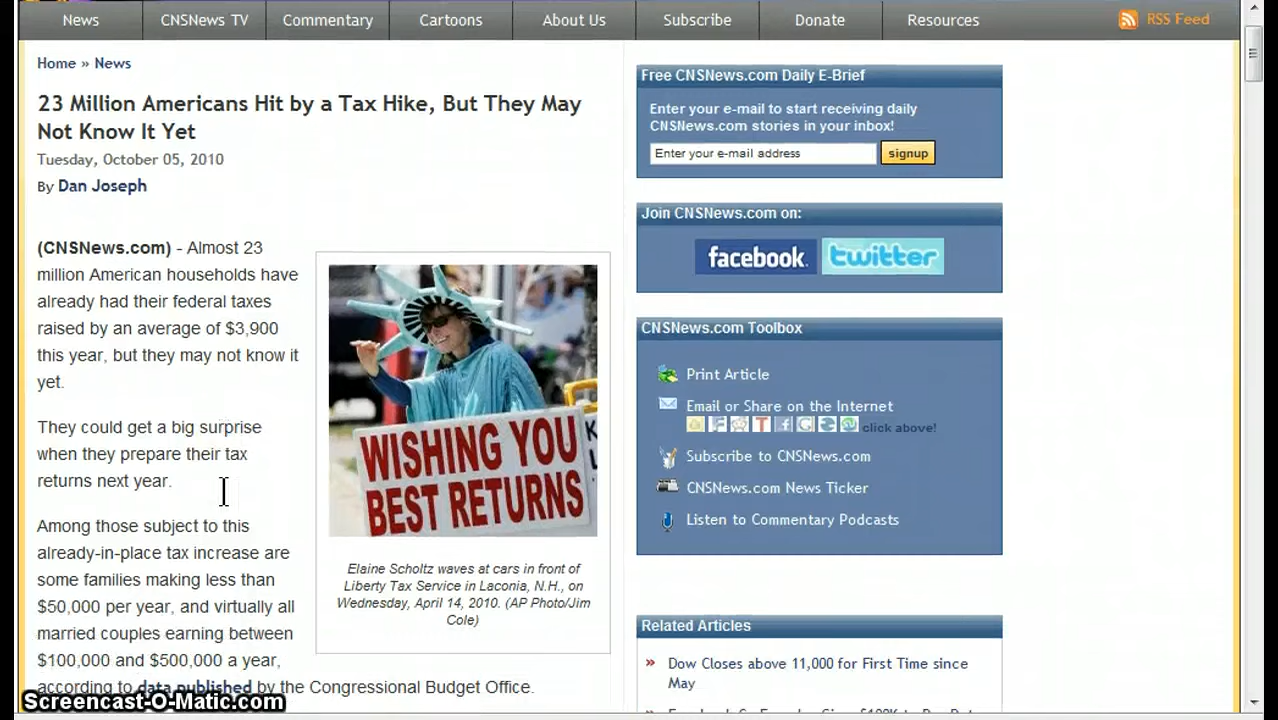 News
CNSNews TV
Commentary
Cartoons
About Us
Subscribe
Donate
Resources
RSS Feed
Home » News
23 Million Americans Hit by a Tax Hike, But They May
Not Know It Yet
Tuesday, October 05, 2010
By Dan Joseph
(CNSNews.com) - Almost 23
million American households have
already had their federal taxes
raised by an average of $3,900
this year, but they may not know it
yet.
They could get a big surprise
when they prepare their tax
returns next year.
Among those subject to this
already-in-place tax increase are
some families making less than
$50,000 per year, and virtually all
married couples earning between
$100,000 and $500,000 a year,
according to data published by the Congressional Budget Office.
WISHING YOU
BEST RETURNS
Elaine Scholtz waves at cars in front of
Liberty Tax Service in Laconia, N.H., on
Wednesday, April 14, 2010. (AP Photo/Jim
Cole)
Free CNSNews.com Daily E-Brief
Enter your e-mail to start receiving daily
CNSNews.com stories in your inbox!
Enter your e-mail address
signup
Join CNSNews.com on:
facebook.
twitter
CNSNews.com Toolbox
Print Article
Email or Share on the Internet
click above!
Subscribe to CNSNews.com
CNSNews.com News Ticker
Listen to Commentary Podcasts
Related Articles
» Dow Closes above 11,000 for First Time since
May
Screencast-O-Matic.com